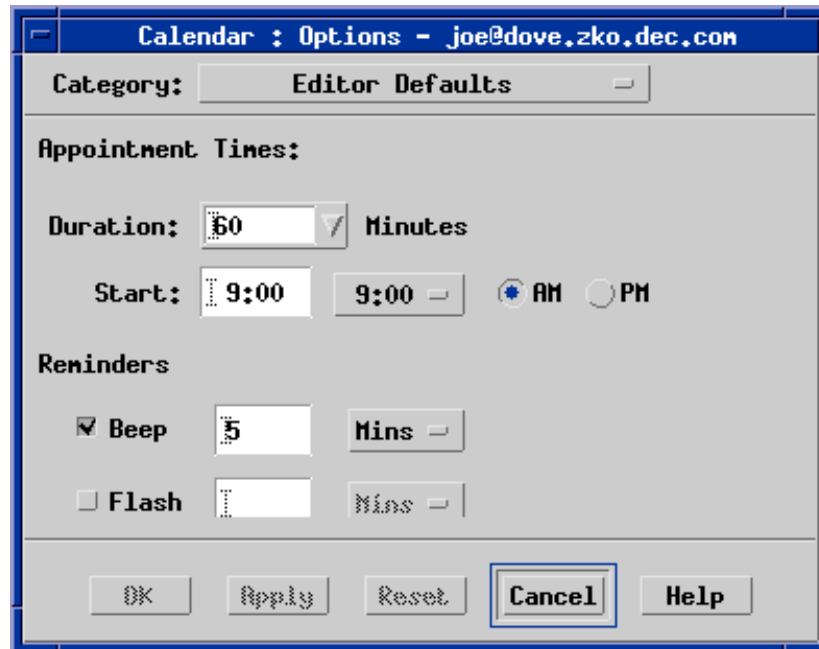 Calendar : Options - joe@dove.zko.dec.com
Category: Editor Defaults
Appointment Times:
Duration: 60 Minutes
Start: 9:00 9:00 AM PM
Reminders
Beep 5 Mins
Flash Mins
OK Apply Reset Cancel Help